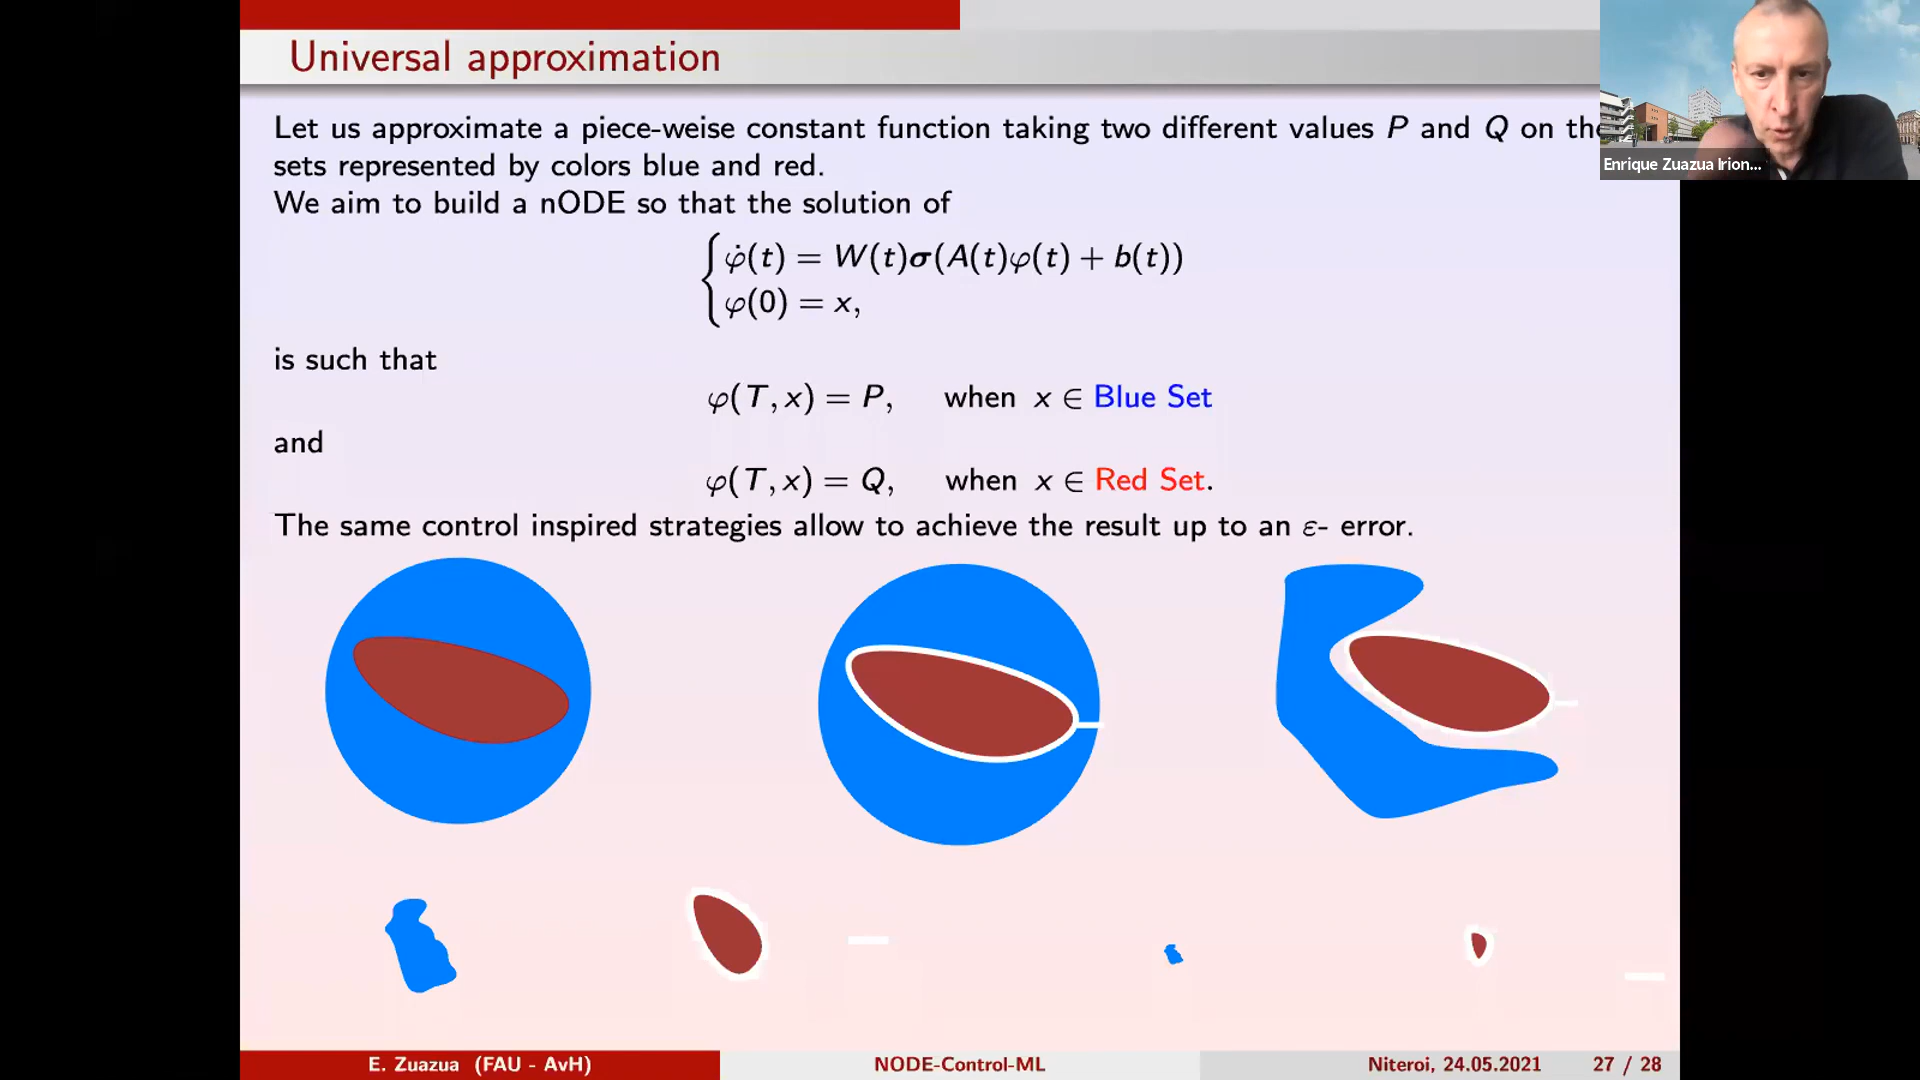 Universal approximation
Let us approximate a piece-weise constant function taking two different values P and Q on the
sets represented by colors blue and red.
We aim to build a nODE so that the solution of
φ̇(t) = W(t)σ(A(t)φ(t) + b(t))
φ(0) = x,
is such that
φ(T, x) = P, when x ∈ Blue Set
and
φ(T, x) = Q, when x ∈ Red Set.
The same control inspired strategies allow to achieve the result up to an ε- error.
Enrique Zuazua Irion...
E. Zuazua (FAU - AvH) NODE-Control-ML Niteroi, 24.05.2021 27 / 28